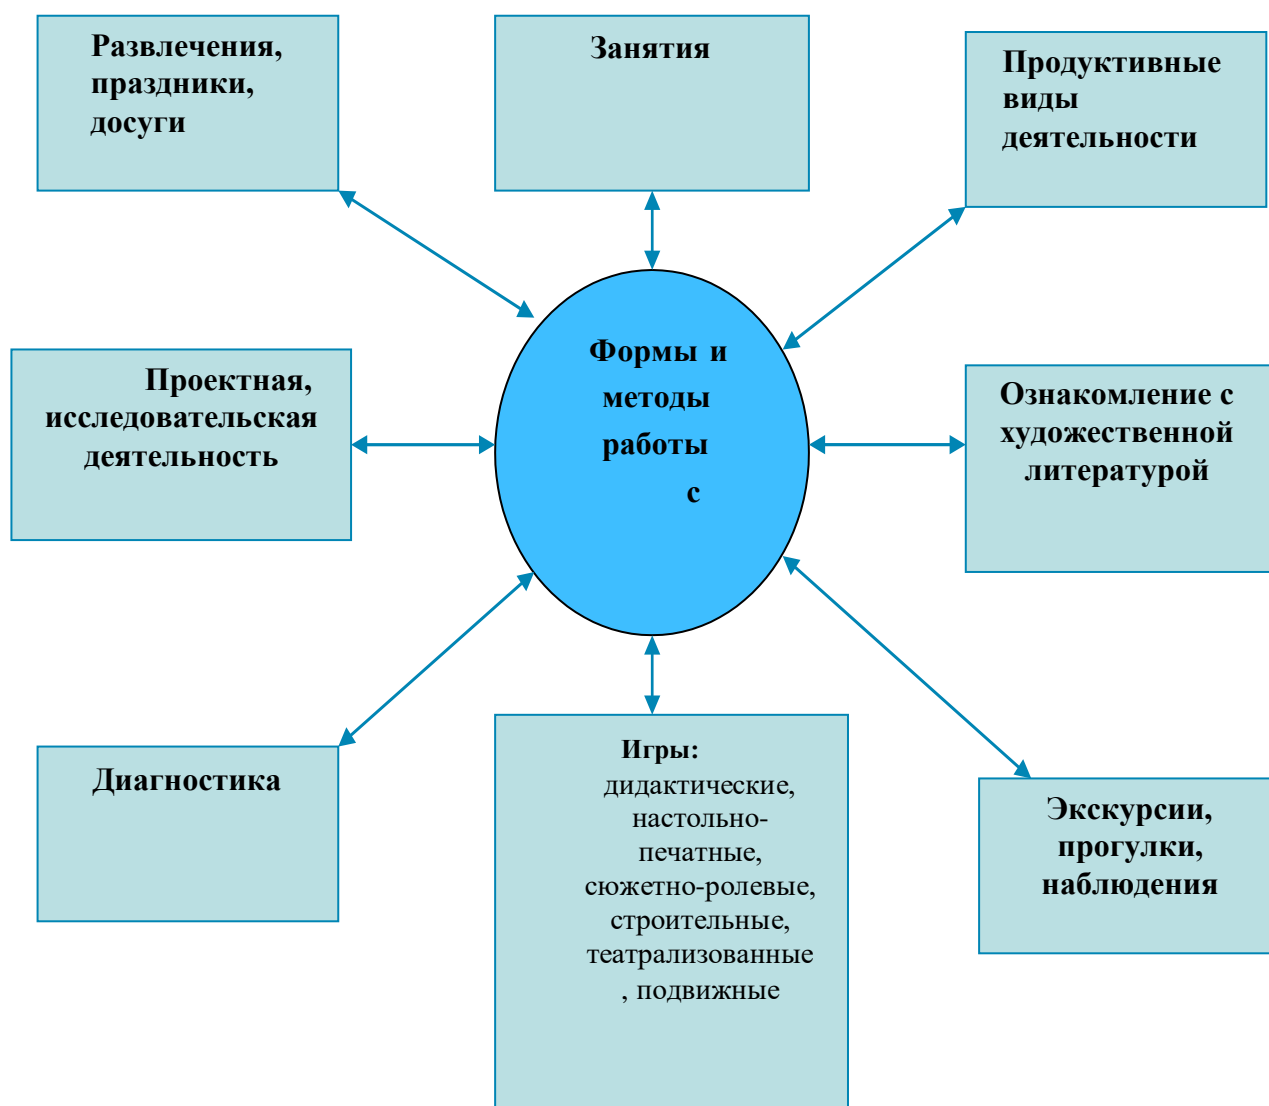 Развлечения,
праздники,
досуги
Занятия
Продуктивные
виды
деятельности
Формы и
методы
работы
с
Проектная,
исследовательская
деятельность
Ознакомление с
художественной
литературой
Диагностика
Игры:
дидактические,
настольно-
печатные,
сюжетно-ролевые,
строительные,
театрализованные
, подвижные
Экскурсии,
прогулки,
наблюдения